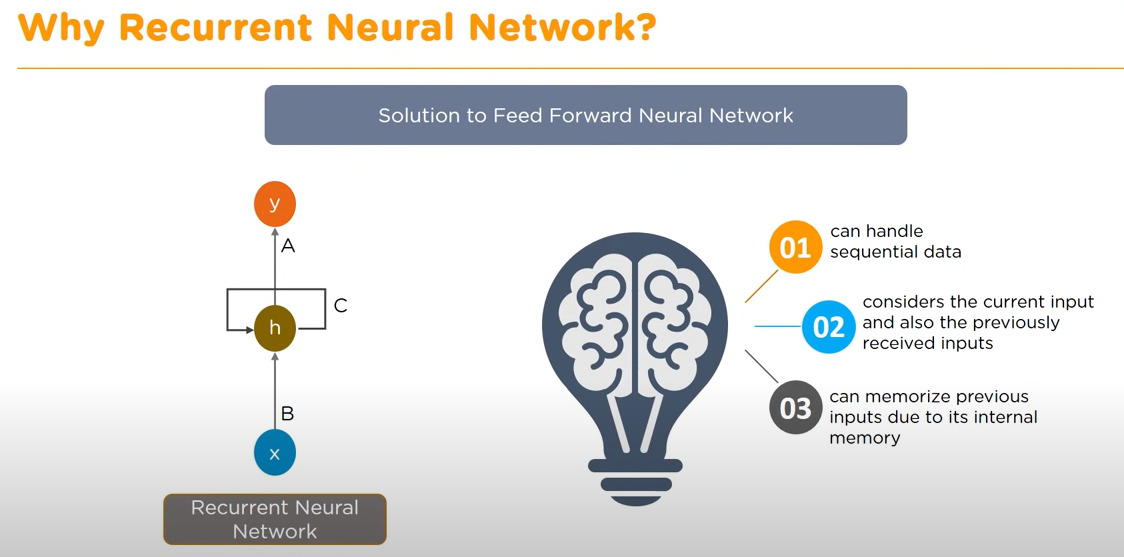 Why Recurrent Neural Network?
Solution to Feed Forward Neural Network
y
A
C
h
B
x
Recurrent Neural
Network
01
can handle
sequential data
02
considers the current input
and also the previously
received inputs
03
can memorize previous
inputs due to its internal
memory